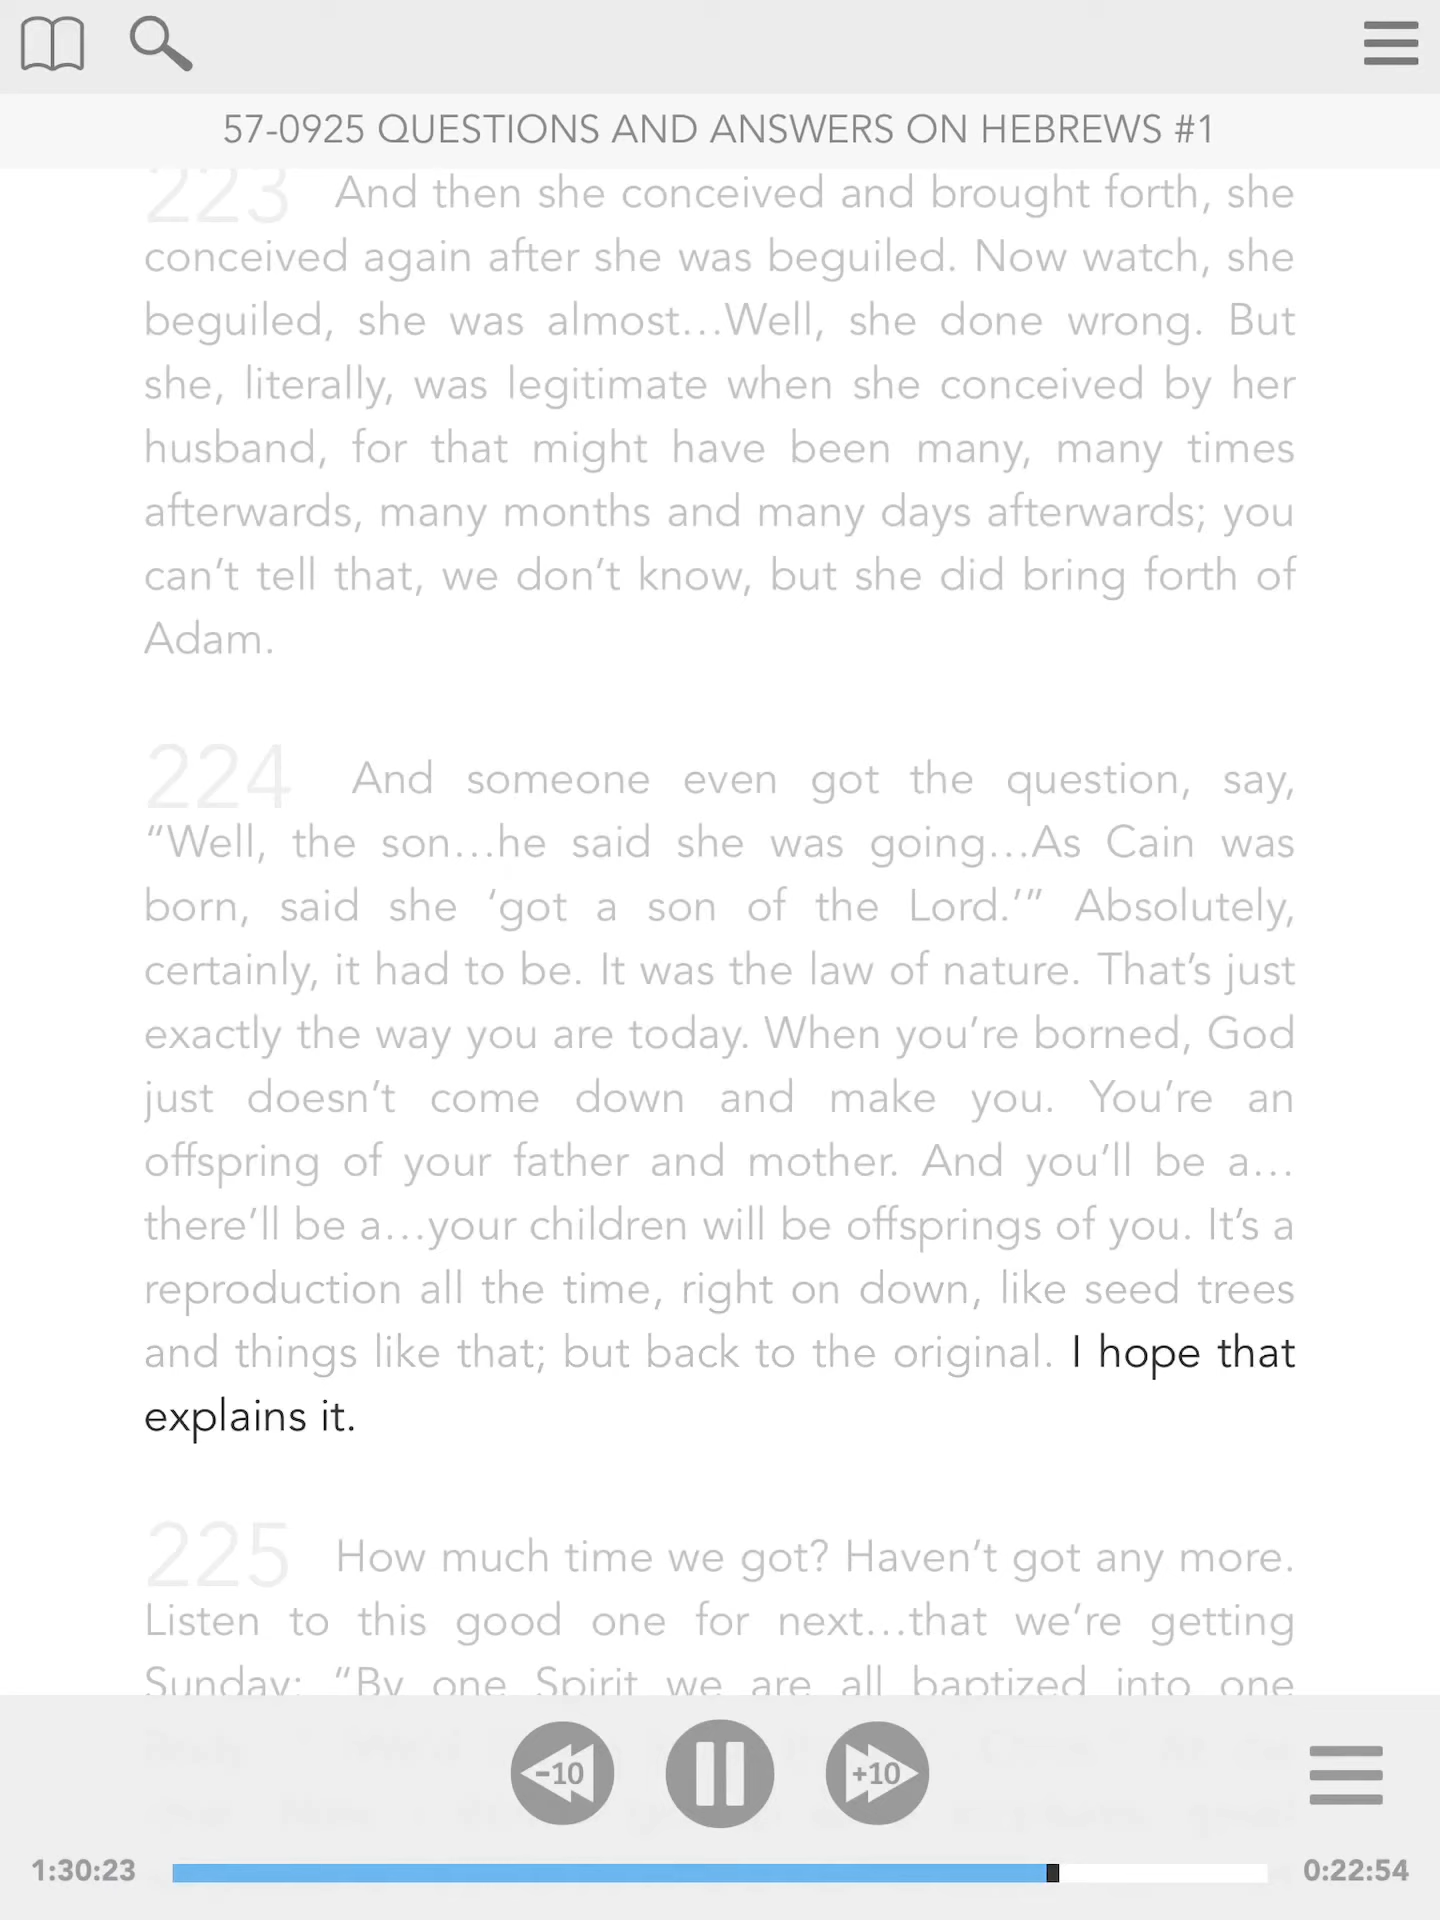 57-0925 QUESTIONS AND ANSWERS ON HEBREWS #1
223 And then she conceived and brought forth, she
conceived again after she was beguiled. Now watch, she
beguiled, she was almost…Well, she done wrong. But
she, literally, was legitimate when she conceived by her
husband, for that might have been many, many times
afterwards, many months and many days afterwards; you
can’t tell that, we don’t know, but she did bring forth of
Adam.
224 And someone even got the question, say,
“Well, the son…he said she was going…As Cain was
born, said she ‘got a son of the Lord.’” Absolutely,
certainly, it had to be. It was the law of nature. That’s just
exactly the way you are today. When you’re borned, God
just doesn’t come down and make you. You’re an
offspring of your father and mother. And you’ll be a…
there’ll be a…your children will be offsprings of you. It’s a
reproduction all the time, right on down, like seed trees
and things like that; but back to the original. I hope that
explains it.
225 How much time we got? Haven’t got any more.
Listen to this good one for next…that we’re getting
Sunday: “By one Spirit we are all baptized into one
-10 +10
1:30:23 0:22:54